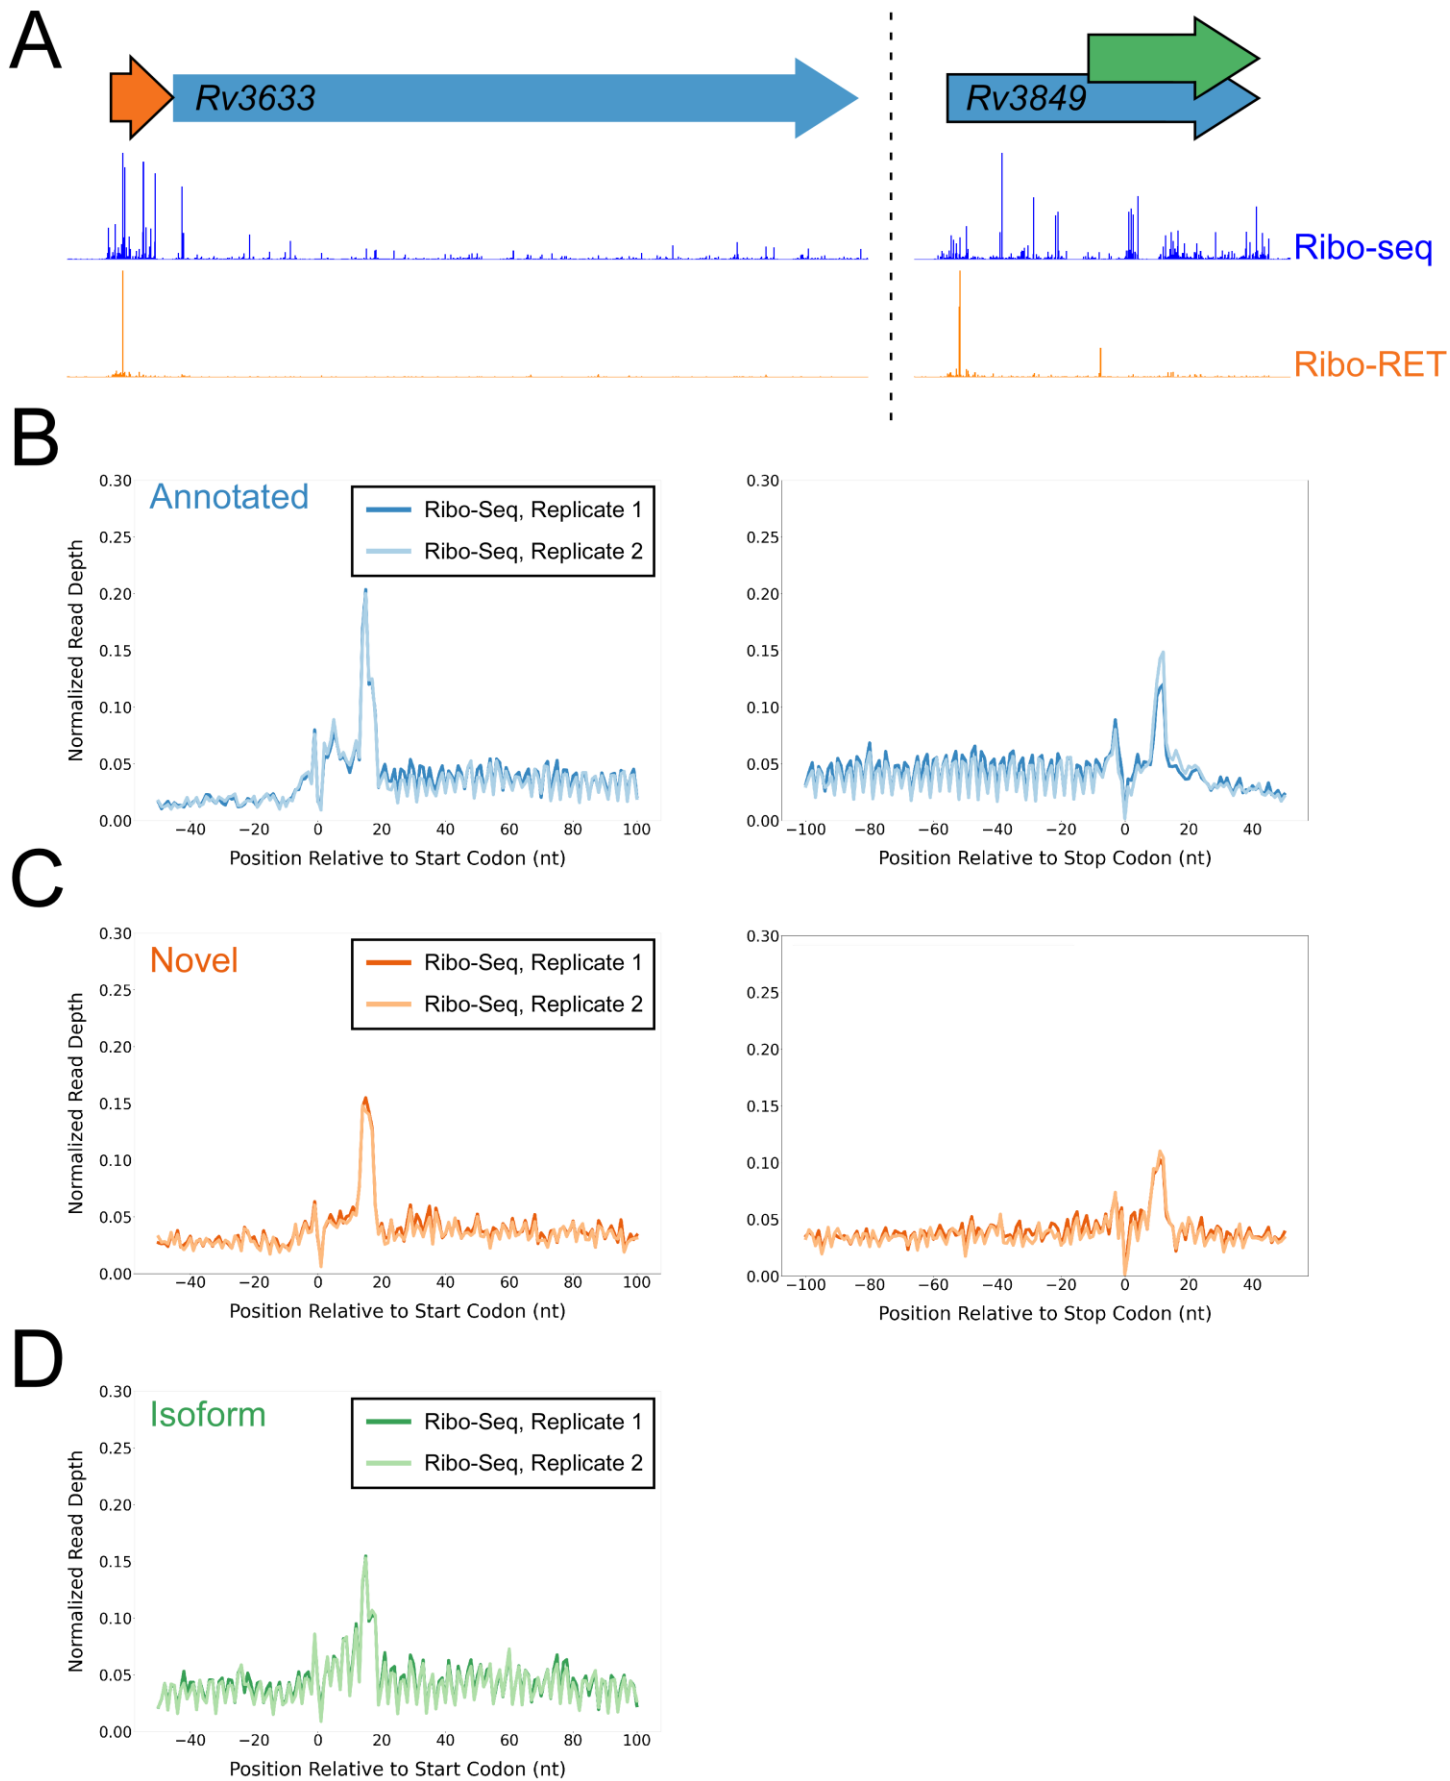 A
Rv3633
Rv3849
Ribo-seq
Ribo-RET
B
Annotated
Ribo-Seq, Replicate 1
Ribo-Seq, Replicate 2
Normalized Read Depth
0.30
0.25
0.20
0.15
0.10
0.05
0.00
−40 −20 0 20 40 60 80 100
Position Relative to Start Codon (nt)
0.30
0.25
0.20
0.15
0.10
0.05
0.00
−100 −80 −60 −40 −20 0 20 40
Position Relative to Stop Codon (nt)
C
Novel
Ribo-Seq, Replicate 1
Ribo-Seq, Replicate 2
Normalized Read Depth
0.30
0.25
0.20
0.15
0.10
0.05
0.00
−40 −20 0 20 40 60 80 100
Position Relative to Start Codon (nt)
0.30
0.25
0.20
0.15
0.10
0.05
0.00
−100 −80 −60 −40 −20 0 20 40
Position Relative to Stop Codon (nt)
D
Isoform
Ribo-Seq, Replicate 1
Ribo-Seq, Replicate 2
Normalized Read Depth
0.30
0.25
0.20
0.15
0.10
0.05
0.00
−40 −20 0 20 40 60 80 100
Position Relative to Start Codon (nt)